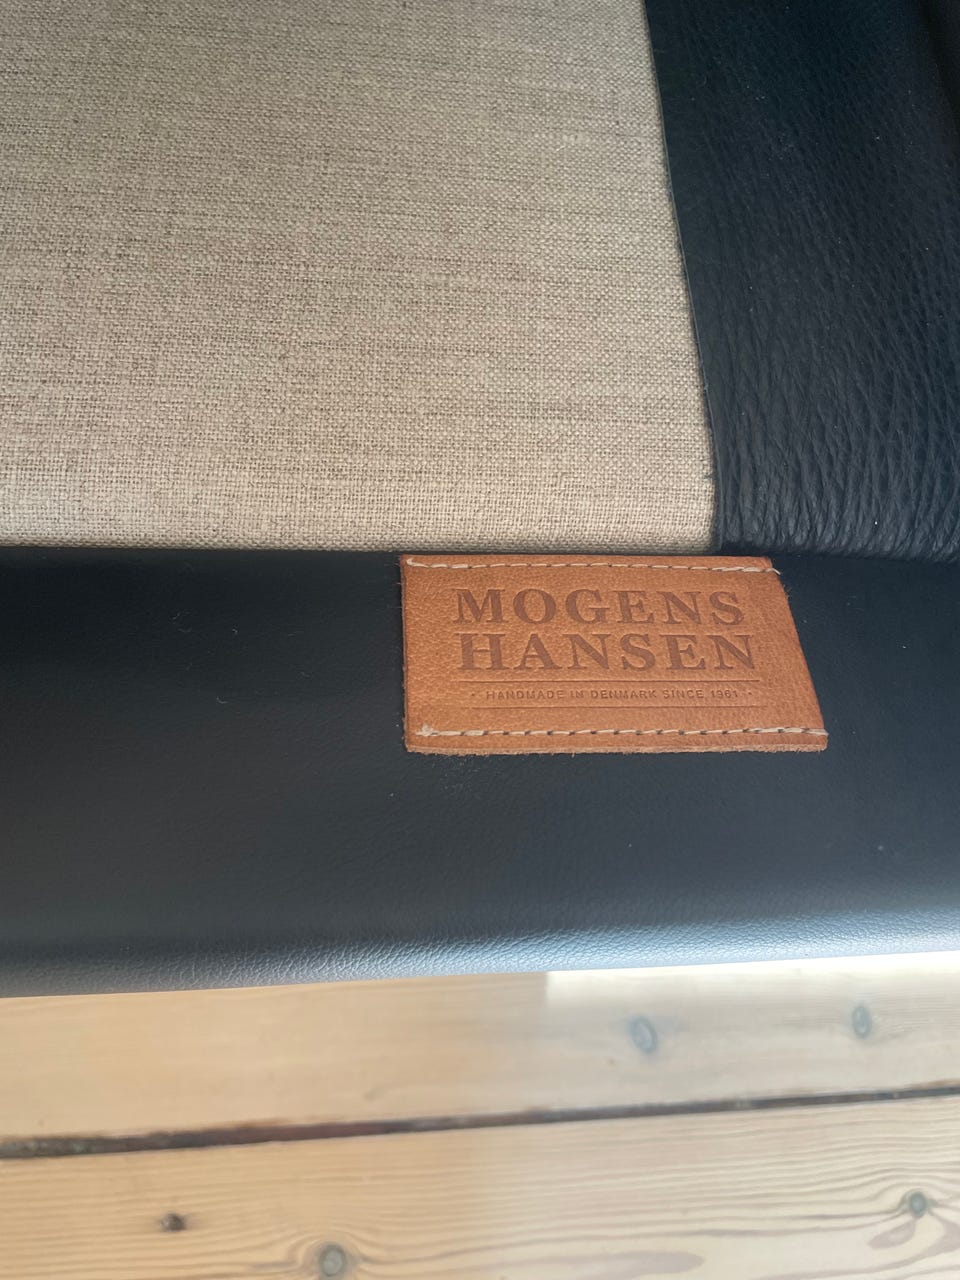 MOGENS
HANSEN
· HANDMADE IN DENMARK SINCE 1961 ·